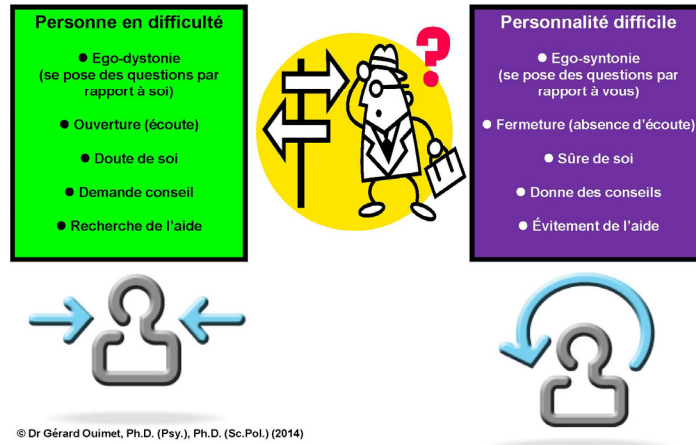 Personne en difficulté
● Ego-dystonie
(se pose des questions par
rapport à soi)
● Ouverture (écoute)
● Doute de soi
● Demande conseil
● Recherche de l'aide
?
Personnalité difficile
● Ego-syntonie
(se pose des questions par
rapport à vous)
● Fermeture (absence d'écoute)
● Sûre de soi
● Donne des conseils
● Évitement de l'aide
© Dr Gérard Ouimet, Ph.D. (Psy.), Ph.D. (Sc.Pol.) (2014)